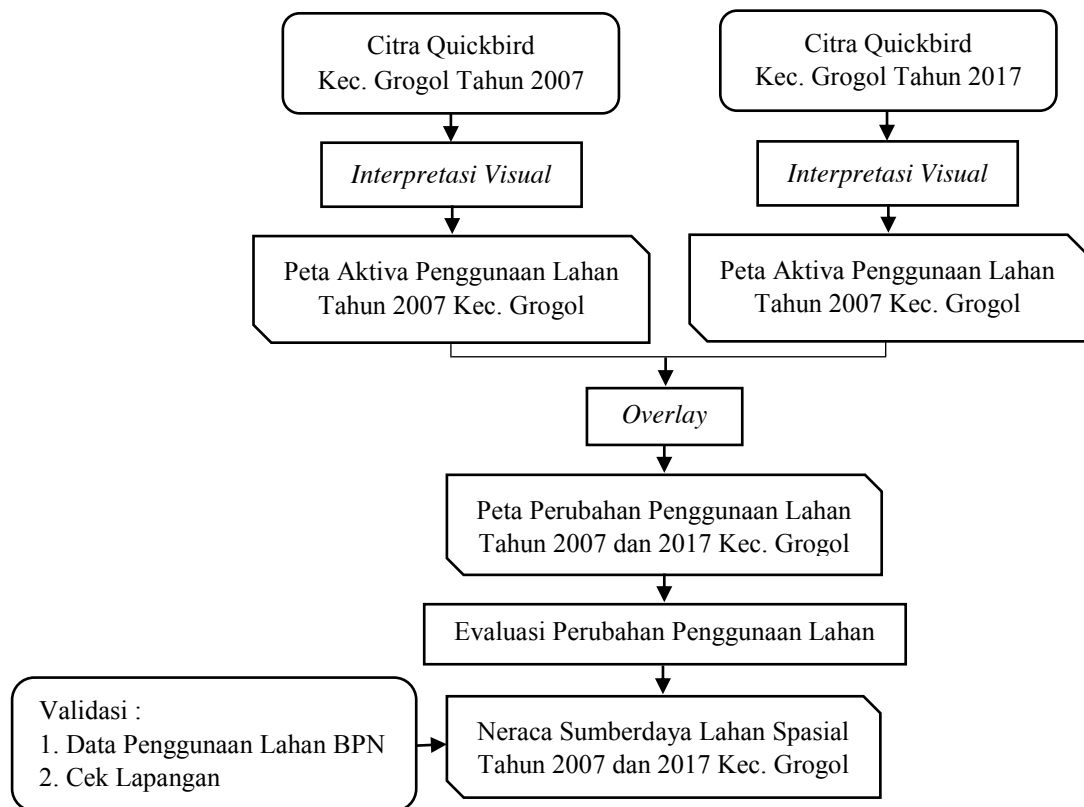 Citra Quickbird
Kec. Grogol Tahun 2007
Citra Quickbird
Kec. Grogol Tahun 2017
Interpretasi Visual
Interpretasi Visual
Peta Aktiva Penggunaan Lahan
Tahun 2007 Kec. Grogol
Peta Aktiva Penggunaan Lahan
Tahun 2007 Kec. Grogol
Overlay
Peta Perubahan Penggunaan Lahan
Tahun 2007 dan 2017 Kec. Grogol
Evaluasi Perubahan Penggunaan Lahan
Validasi :
1. Data Penggunaan Lahan BPN
2. Cek Lapangan
Neraca Sumberdaya Lahan Spasial
Tahun 2007 dan 2017 Kec. Grogol